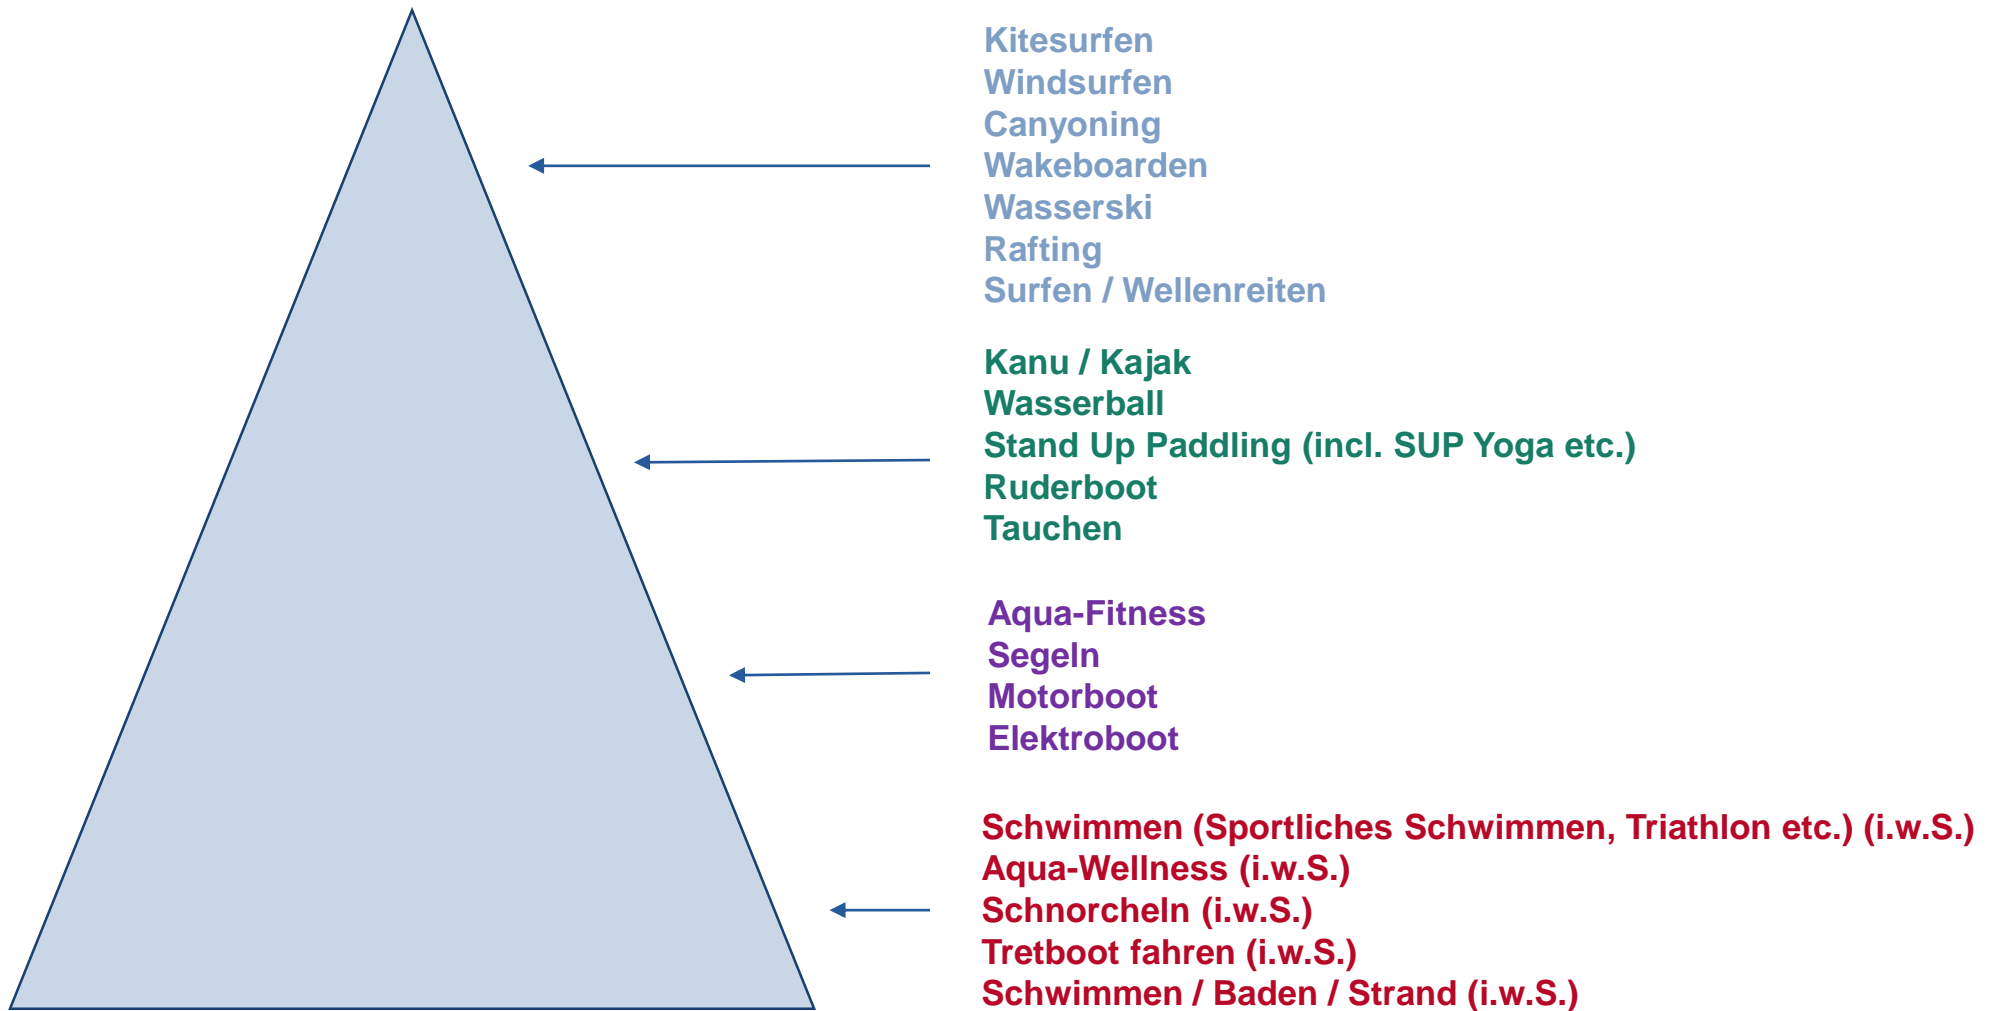 Kitesurfen
Windsurfen
Canyoning
Wakeboarden
Wasserski
Rafting
Surfen / Wellenreiten
Kanu / Kajak
Wasserball
Stand Up Paddling (incl. SUP Yoga etc.)
Ruderboot
Tauchen
Aqua-Fitness
Segeln
Motorboot
Elektroboot
Schwimmen (Sportliches Schwimmen, Triathlon etc.) (i.w.S.)
Aqua-Wellness (i.w.S.)
Schnorcheln (i.w.S.)
Tretboot fahren (i.w.S.)
Schwimmen / Baden / Strand (i.w.S.)